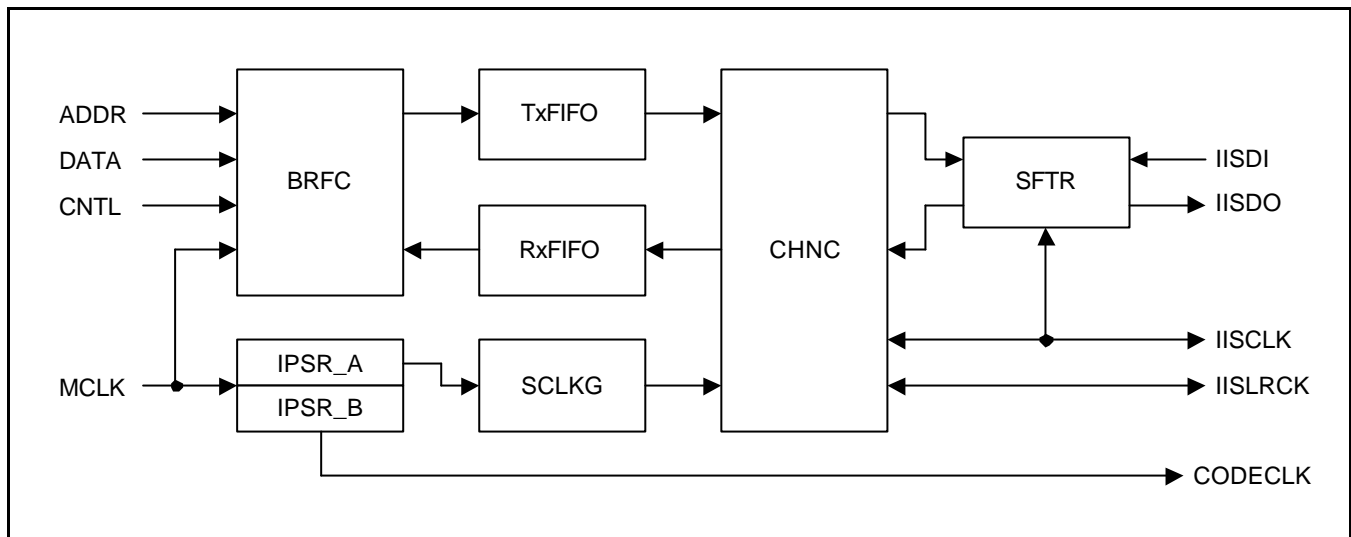 ADDR
DATA
CNTL
MCLK
BRFC
IPSR_A
IPSR_B
TxFIFO
RxFIFO
SCLKG
CHNC
SFTR
IISDI
IISDO
IISCLK
IISLRCK
CODECLK